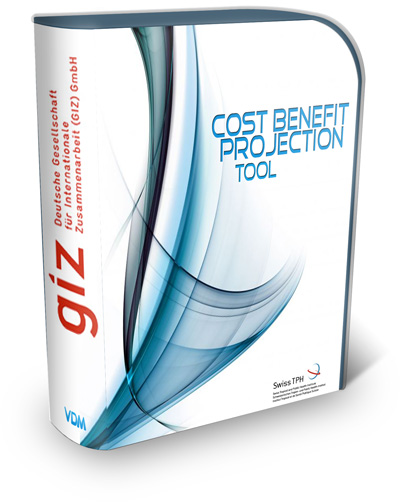 giz
Deutsche Gesellschaft
für Internationale
Zusammenarbeit (GIZ) GmbH
VDM
COST BENEFIT
PROJECTION
TOOL
Swiss TPH